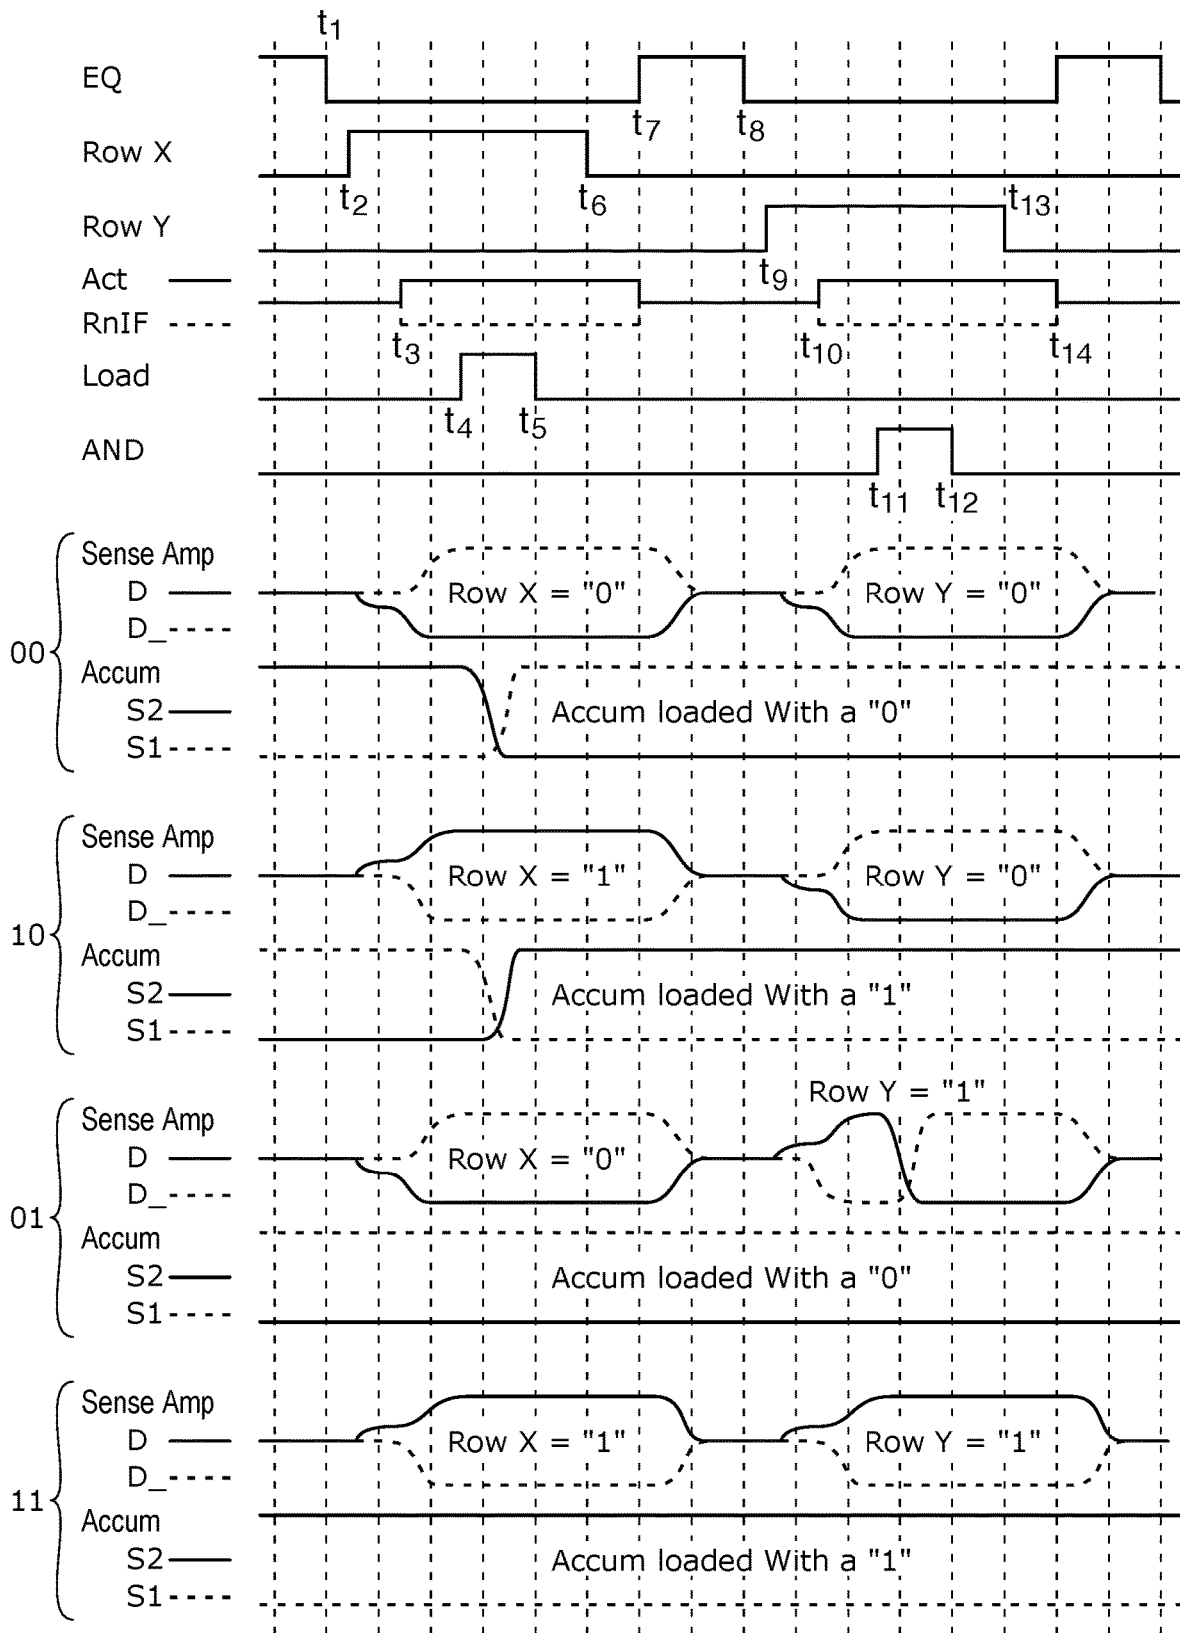 t1
EQ
t7 t8
Row X
t2 t6
t13
Row Y
t9
Act
RnIF
t3 t10 t14
Load
t4 t5
AND
t11 t12
00
Sense Amp
D
D_
Row X = "0" Row Y = "0"
Accum
S2
S1
Accum loaded With a "0"
10
Sense Amp
D
D_
Row X = "1" Row Y = "0"
Accum
S2
S1
Accum loaded With a "1"
01
Row Y = "1"
Sense Amp
D
D_
Row X = "0"
Accum
S2
S1
Accum loaded With a "0"
11
Sense Amp
D
D_
Row X = "1" Row Y = "1"
Accum
S2
S1
Accum loaded With a "1"